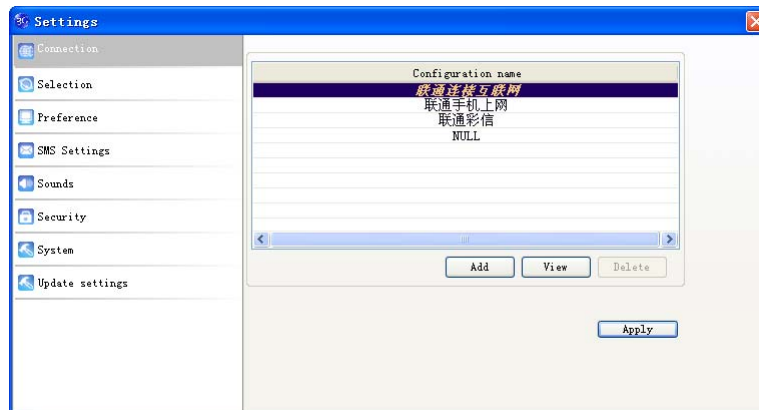 3G Settings
Connection
Selection
Preference
SMS Settings
Sounds
Security
System
Update settings
Configuration name
联通连接互联网
联通手机上网
联通彩信
NULL
Add
View
Delete
Apply